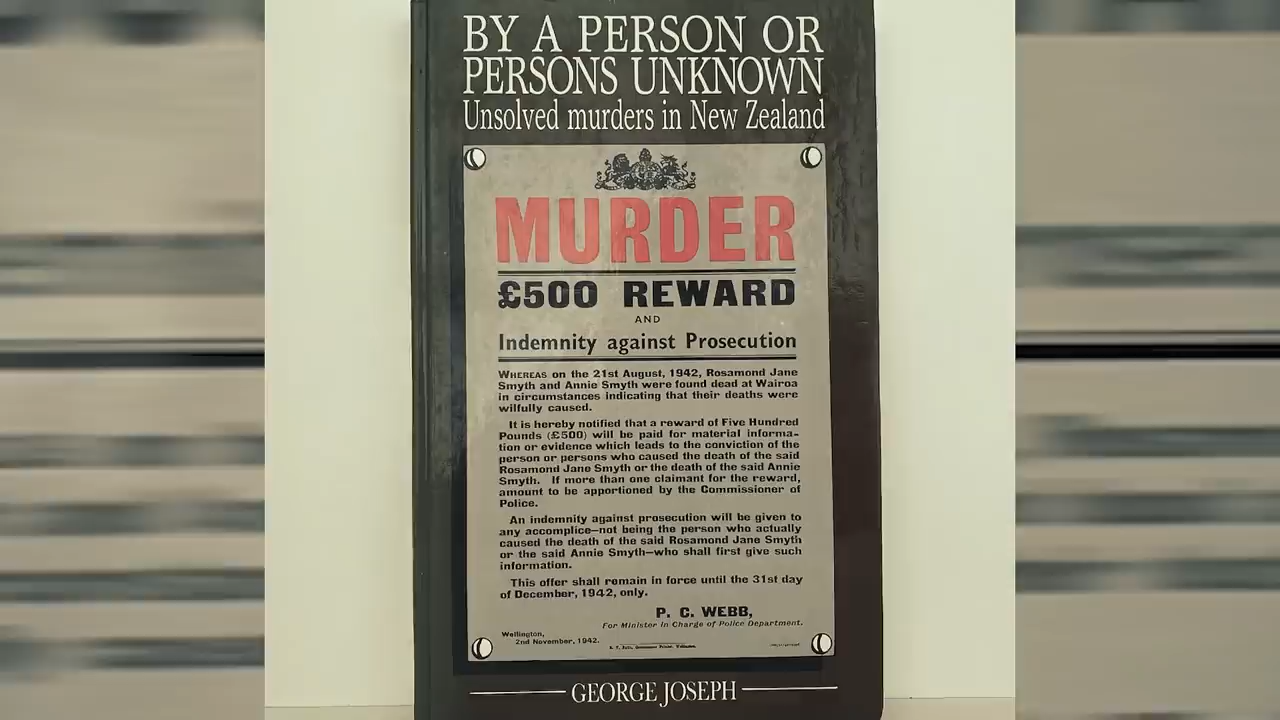 BY A PERSON OR
PERSONS UNKNOWN
Unsolved murders in New Zealand
MURDER
£500 REWARD
AND
Indemnity against Prosecution
WHEREAS on the 21st August, 1942, Rosamond Jane
Smyth and Annie Smyth were found dead at Wairoa
in circumstances indicating that their deaths were
wilfully caused.
It is hereby notified that a reward of Five Hundred
Pounds (£500) will be paid for material informa-
tion or evidence which leads to the conviction of the
person or persons who caused the death of the said
Rosamond Jane Smyth or the death of the said Annie
Smyth. If more than one claimant for the reward,
amount to be apportioned by the Commissioner of
Police.
An indemnity against prosecution will be given to
any accomplice—not being the person who actually
caused the death of the said Rosamond Jane Smyth
or the said Annie Smyth—who shall first give such
information.
This offer shall remain in force until the 31st day
of December, 1942, only.
P. C. WEBB,
For Minister in Charge of Police Department.
Wellington,
2nd November, 1942.
GEORGE JOSEPH